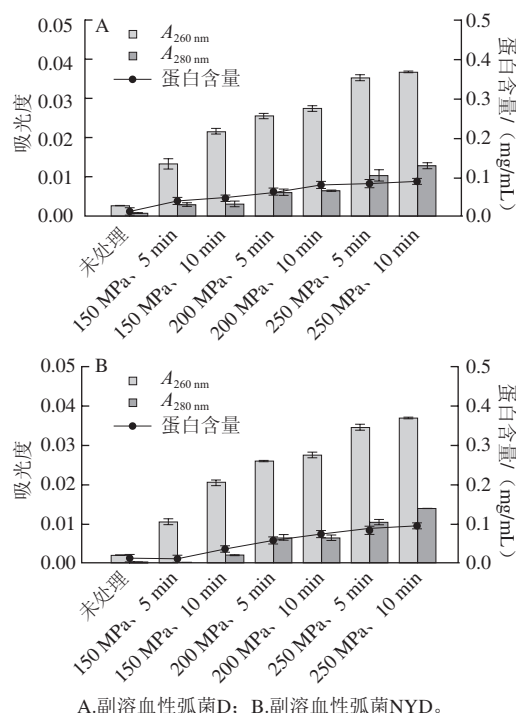 A
A260 nm
A280 nm
蛋白含量
0.05
0.04
0.03
0.02
0.01
0.00
吸光度
0.5
0.4
0.3
0.2
0.1
0.0
蛋白含量/(mg/mL)
未处理
150 MPa、5 min
150 MPa、10 min
200 MPa、5 min
200 MPa、10 min
250 MPa、5 min
250 MPa、10 min
B
A260 nm
A280 nm
蛋白含量
0.05
0.04
0.03
0.02
0.01
0.00
吸光度
0.5
0.4
0.3
0.2
0.1
0.0
蛋白含量/(mg/mL)
未处理
150 MPa、5 min
150 MPa、10 min
200 MPa、5 min
200 MPa、10 min
250 MPa、5 min
250 MPa、10 min
A.副溶血性弧菌D；B.副溶血性弧菌NYD。